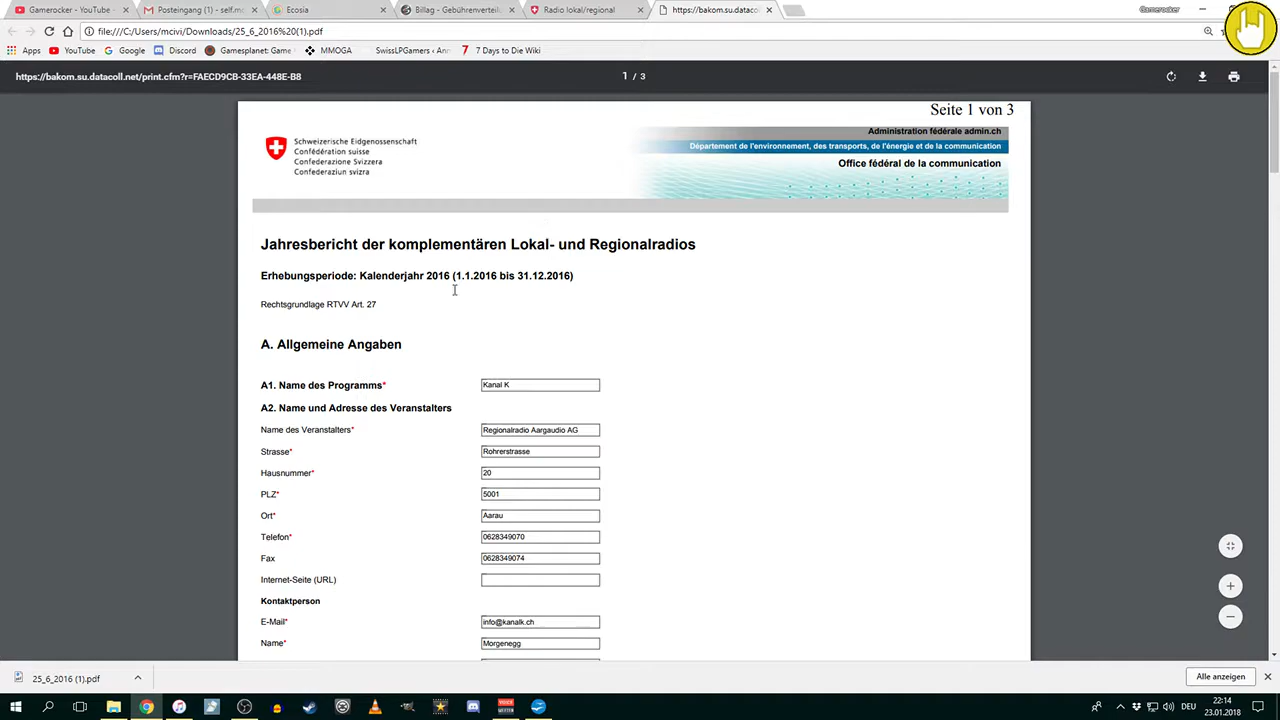 Gamerocker - YouTube - Y
Posteingang (1) - self.mc
Ecosia
Billag - Gebührenverteilu
Radio lokal/regional
https://bakom.su.datacoll
Gamerocker
file:///C:/Users/mcivi/Downloads/25_6_2016%20(1).pdf
Apps
YouTube
Google
Discord
Gamesplanet: Game
MMOGA
SwissLPGamers
7 Days to Die Wiki
https://bakom.su.datacoll.net/print.cfm?r=FAECD9CB-33EA-448E-B8
1 / 3
Seite 1 von 3
Schweizerische Eidgenossenschaft
Confédération suisse
Confederazione Svizzera
Confederaziun svizra
Administration fédérale admin.ch
Département de l'environnement, des transports, de l'énergie et de la communication
Office fédéral de la communication
Jahresbericht der komplementären Lokal- und Regionalradios
Erhebungsperiode: Kalenderjahr 2016 (1.1.2016 bis 31.12.2016)
Rechtsgrundlage RTVV Art. 27
A. Allgemeine Angaben
A1. Name des Programms*
Kanal K
A2. Name und Adresse des Veranstalters
Name des Veranstalters*
Regionalradio Aargaudio AG
Strasse*
Rohrerstrasse
Hausnummer*
20
PLZ*
5001
Ort*
Aarau
Telefon*
0628349070
Fax
0628349074
Internet-Seite (URL)
Kontaktperson
E-Mail*
info@kanalk.ch
Name*
Morgenegg
25_6_2016 (1).pdf
Alle anzeigen
DEU
22:14
23.01.2018